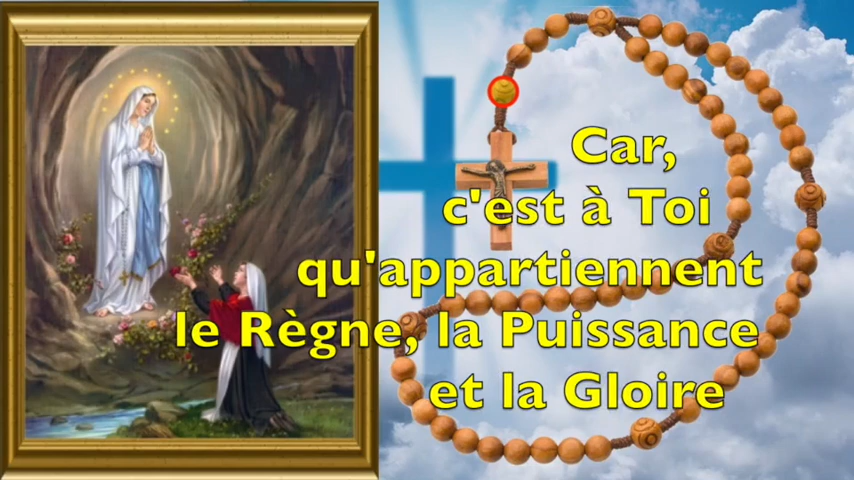 Car,
c'est à Toi
qu'appartiennent
le Règne, la Puissance
et la Gloire